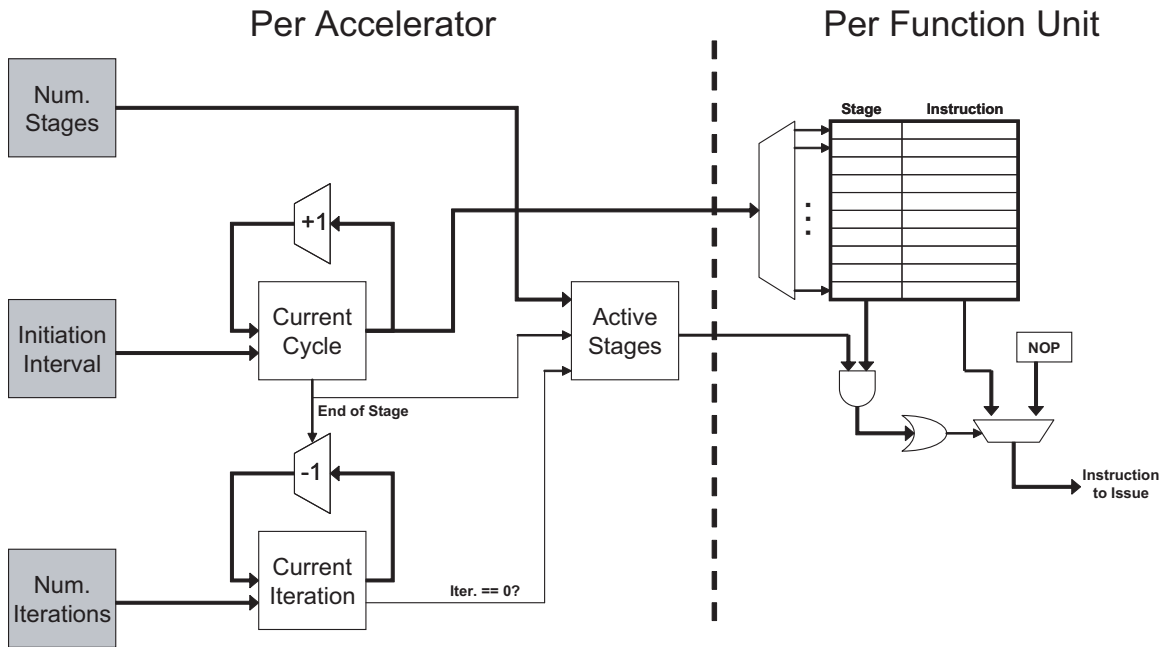 Per Accelerator
Per Function Unit
Num.
Stages
Stage
Instruction
+1
Initiation
Interval
Current
Cycle
Active
Stages
NOP
End of Stage
-1
Instruction
to Issue
Num.
Iterations
Current
Iteration
Iter. == 0?